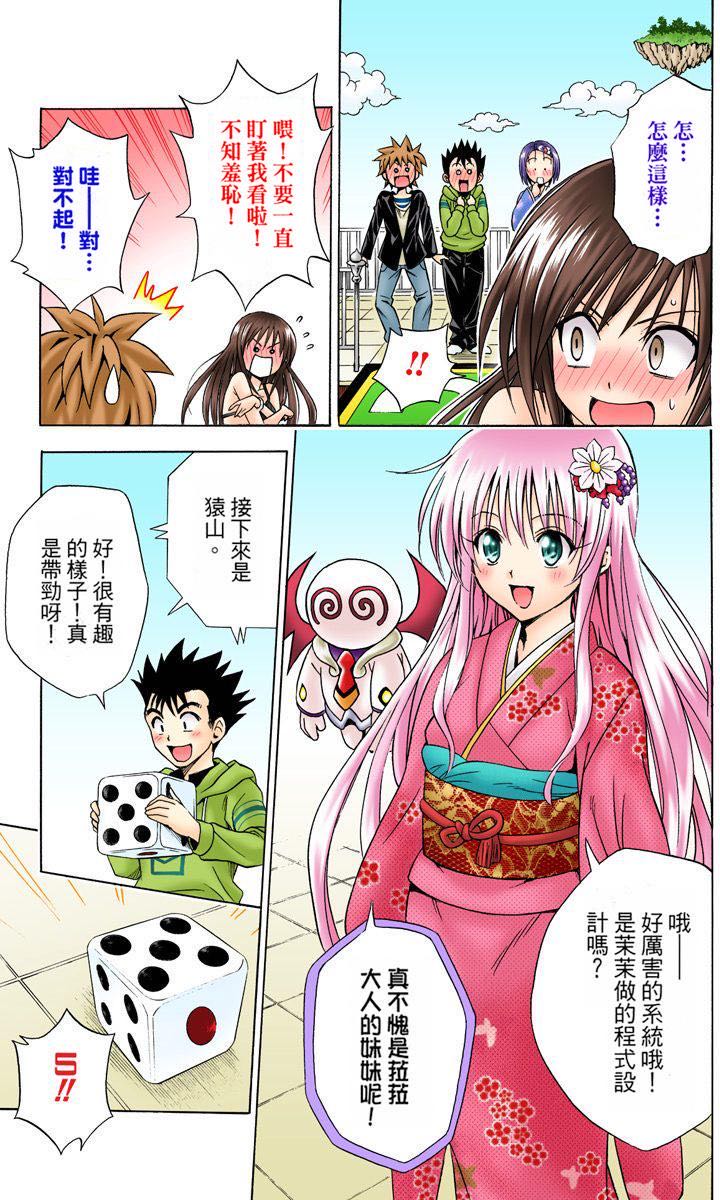 怎…
怎麼這樣…
!!
喂！不要一直
盯著我看啦！
不知羞恥！
哇──對…
對不起！
哦──
好厲害的系統哦！
是茉茉做的程式設
計嗎？
真不愧是菈菈
大人的妹妹呢！
接下來是
猿山。
好！很有趣
的樣子！真
是帶勁呀！
5!!